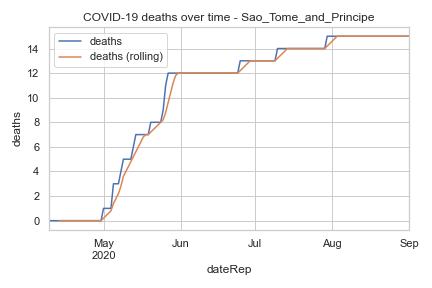 COVID-19 deaths over time - Sao_Tome_and_Principe
deaths
deaths (rolling)
14
12
10
8
6
4
2
0
deaths
May
2020
Jun
Jul
Aug
Sep
dateRep